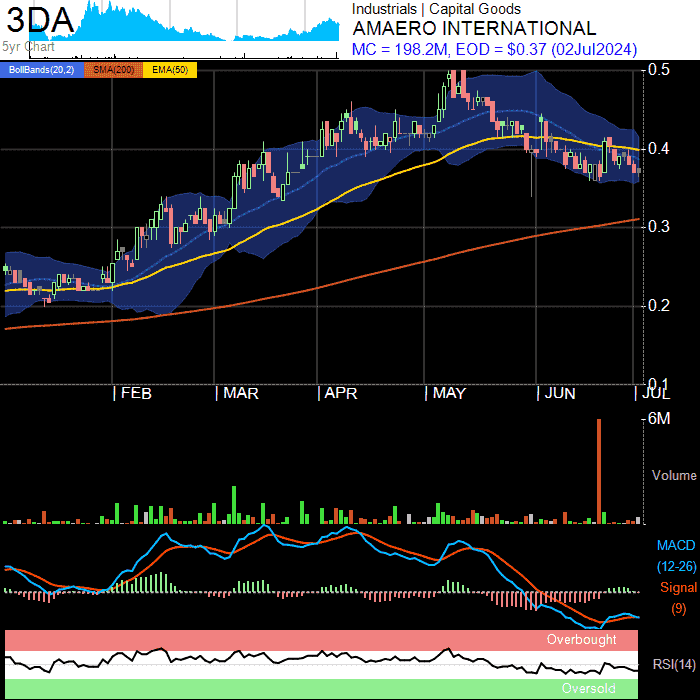 3DA
5yr Chart
Industrials | Capital Goods
AMAERO INTERNATIONAL
MC = 198.2M, EOD = $0.37 (02Jul2024)
BollBands(20,2) SMA(200) EMA(50)
0.5
0.4
0.3
0.2
0.1
FEB MAR APR MAY JUN JUL
6M
Volume
MACD
(12-26)
Signal
(9)
Overbought
RSI(14)
Oversold